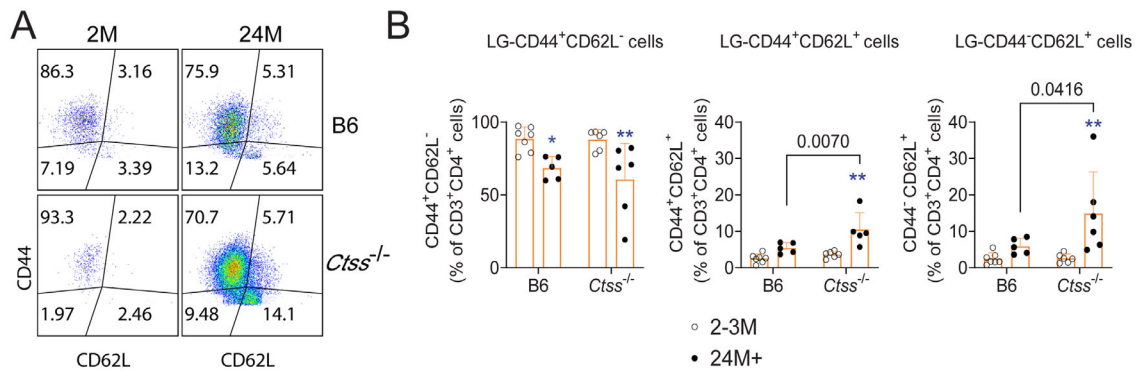 A
2M
24M
86.3 3.16
75.9 5.31
7.19 3.39
13.2 5.64
B6
93.3 2.22
70.7 5.71
1.97 2.46
9.48 14.1
Ctss-/-
CD44
CD62L
CD62L
B
LG-CD44+CD62L- cells
CD44+CD62L-
(% of CD3+CD4+ cells)
100
50
0
*
**
B6
Ctss-/-
LG-CD44+CD62L+ cells
CD44+CD62L+
(% of CD3+CD4+ cells)
40
30
20
10
0
0.0070
**
B6
Ctss-/-
LG-CD44-CD62L+ cells
CD44- CD62L+
(% of CD3+CD4+ cells)
40
30
20
10
0
0.0416
**
B6
Ctss-/-
2-3M
24M+